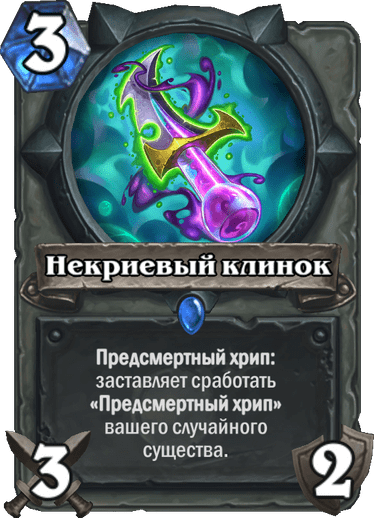 3
Некриевый клинок
Предсмертный хрип:
заставляет сработать
«Предсмертный хрип»
вашего случайного
существа.
3
2